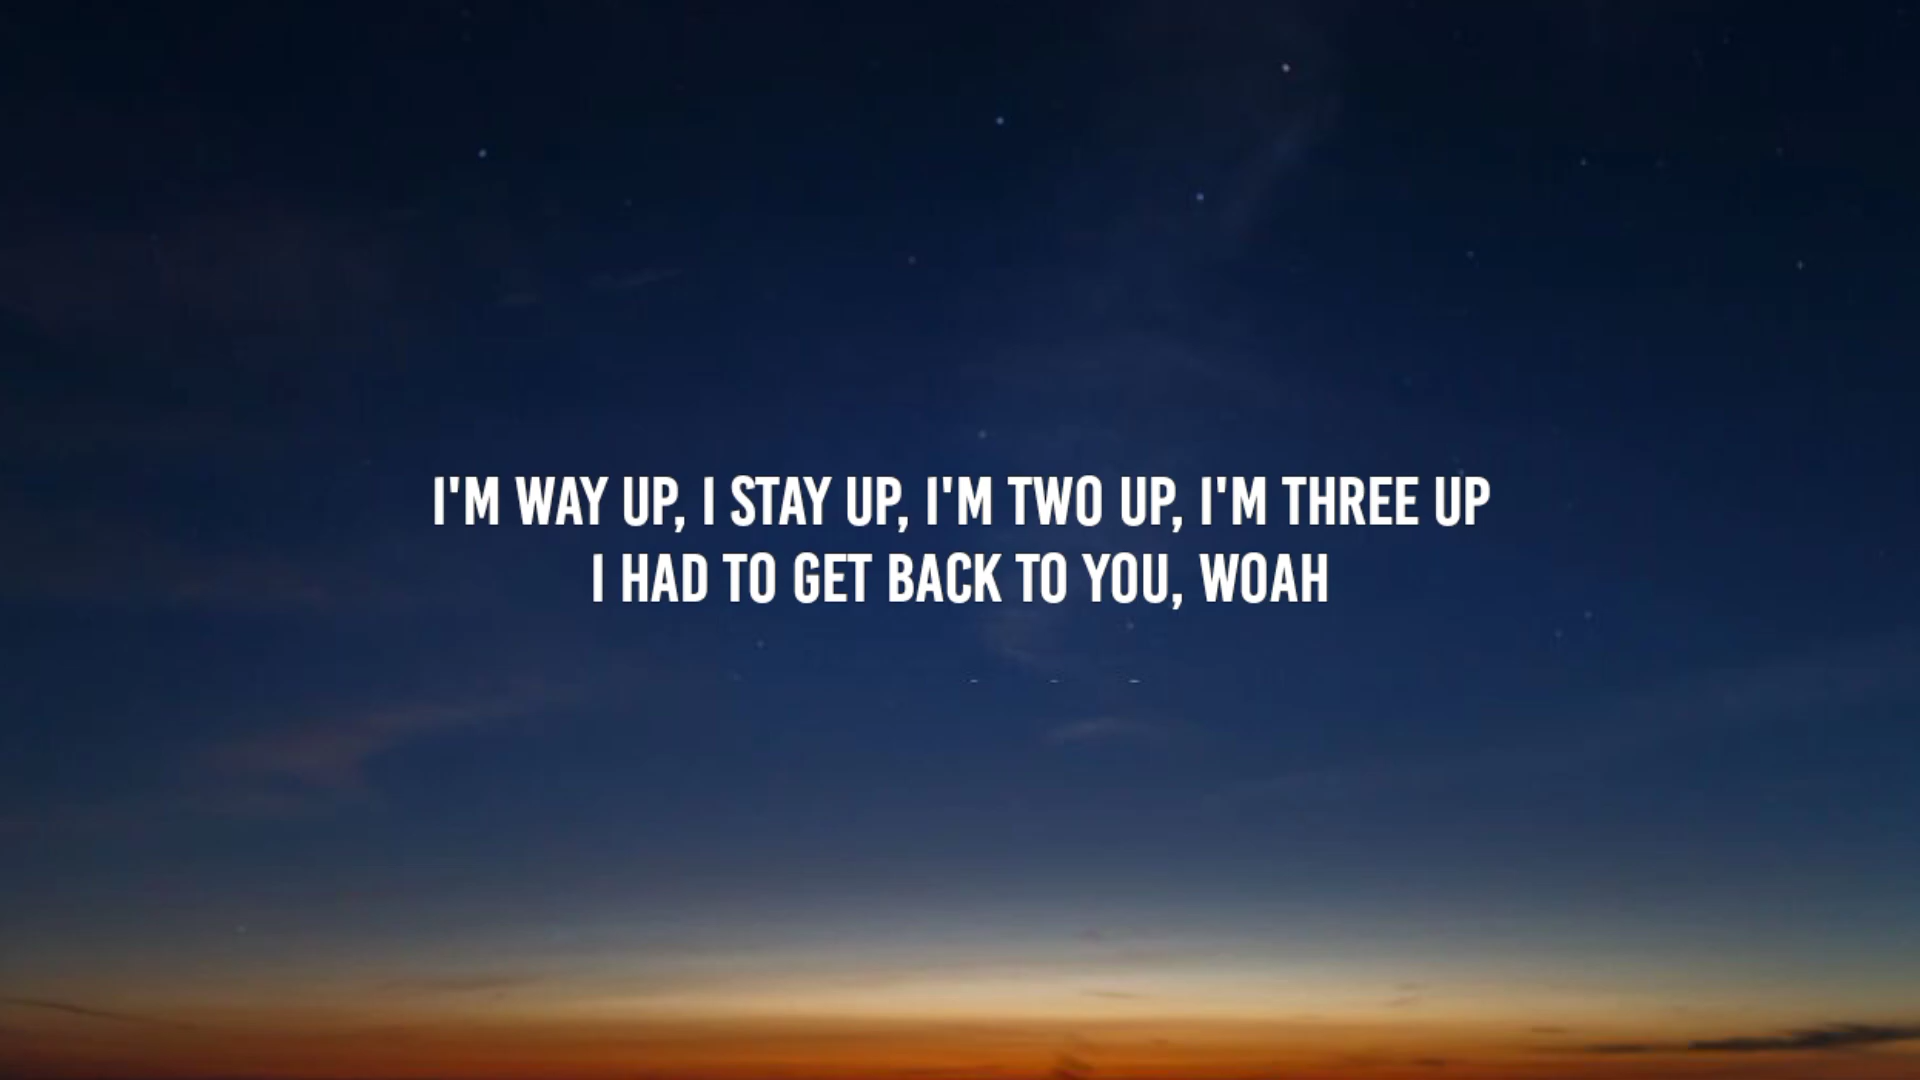 I'M WAY UP, I STAY UP, I'M TWO UP, I'M THREE UP
I HAD TO GET BACK TO YOU, WOAH